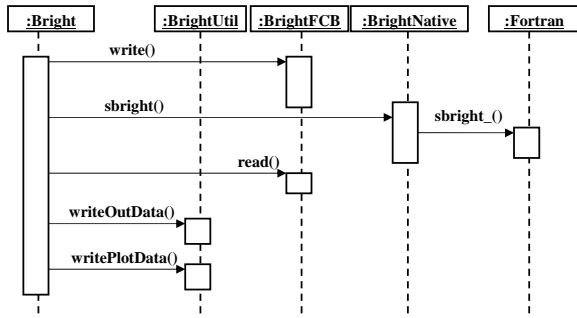 :Bright :BrightUtil :BrightFCB :BrightNative :Fortran
write()
sbright()
sbright_()
read()
writeOutData()
writePlotData()